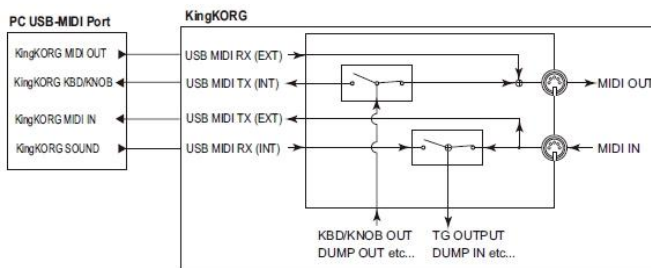 PC USB-MIDI Port
KingKORG
KingKORG MIDI OUT
USB MIDI RX (EXT)
KingKORG KBD/KNOB
USB MIDI TX (INT)
MIDI OUT
KingKORG MIDI IN
USB MIDI TX (EXT)
KingKORG SOUND
USB MIDI RX (INT)
MIDI IN
KBD/KNOB OUT
DUMP OUT etc...
TG OUTPUT
DUMP IN etc...